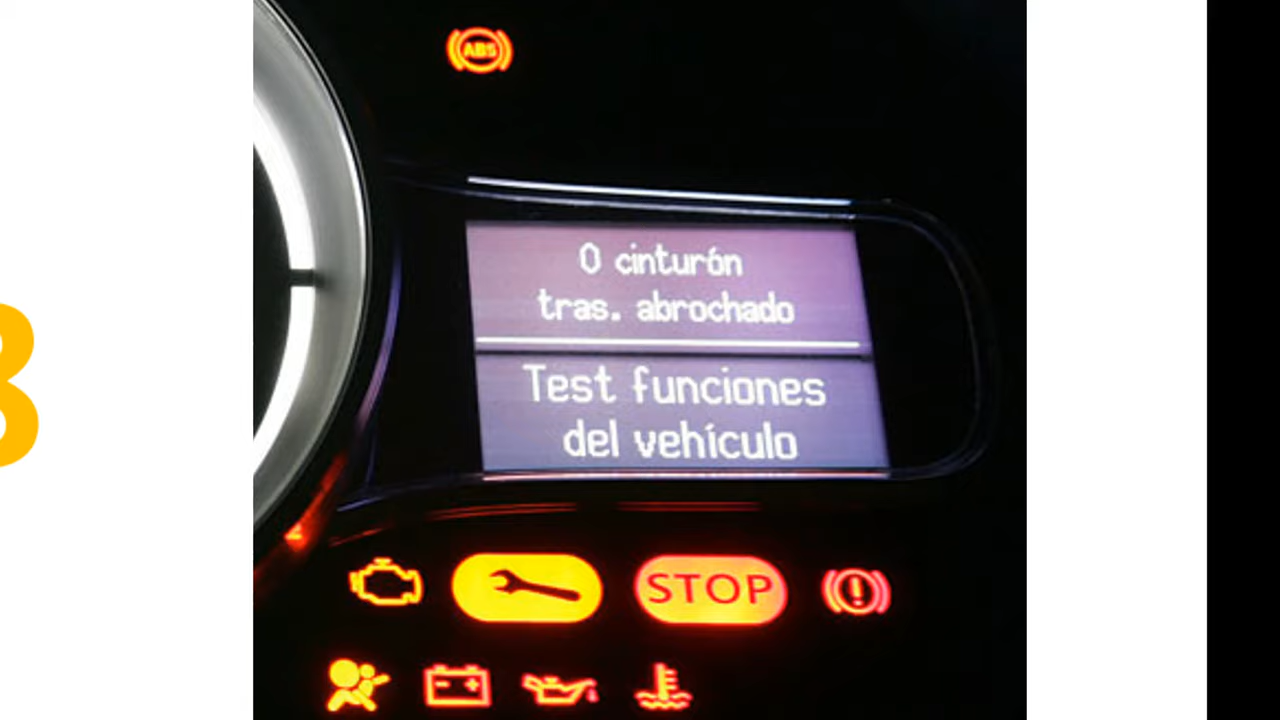 ABS
0 cinturón
tras. abrochado
Test funciones
del vehículo
STOP